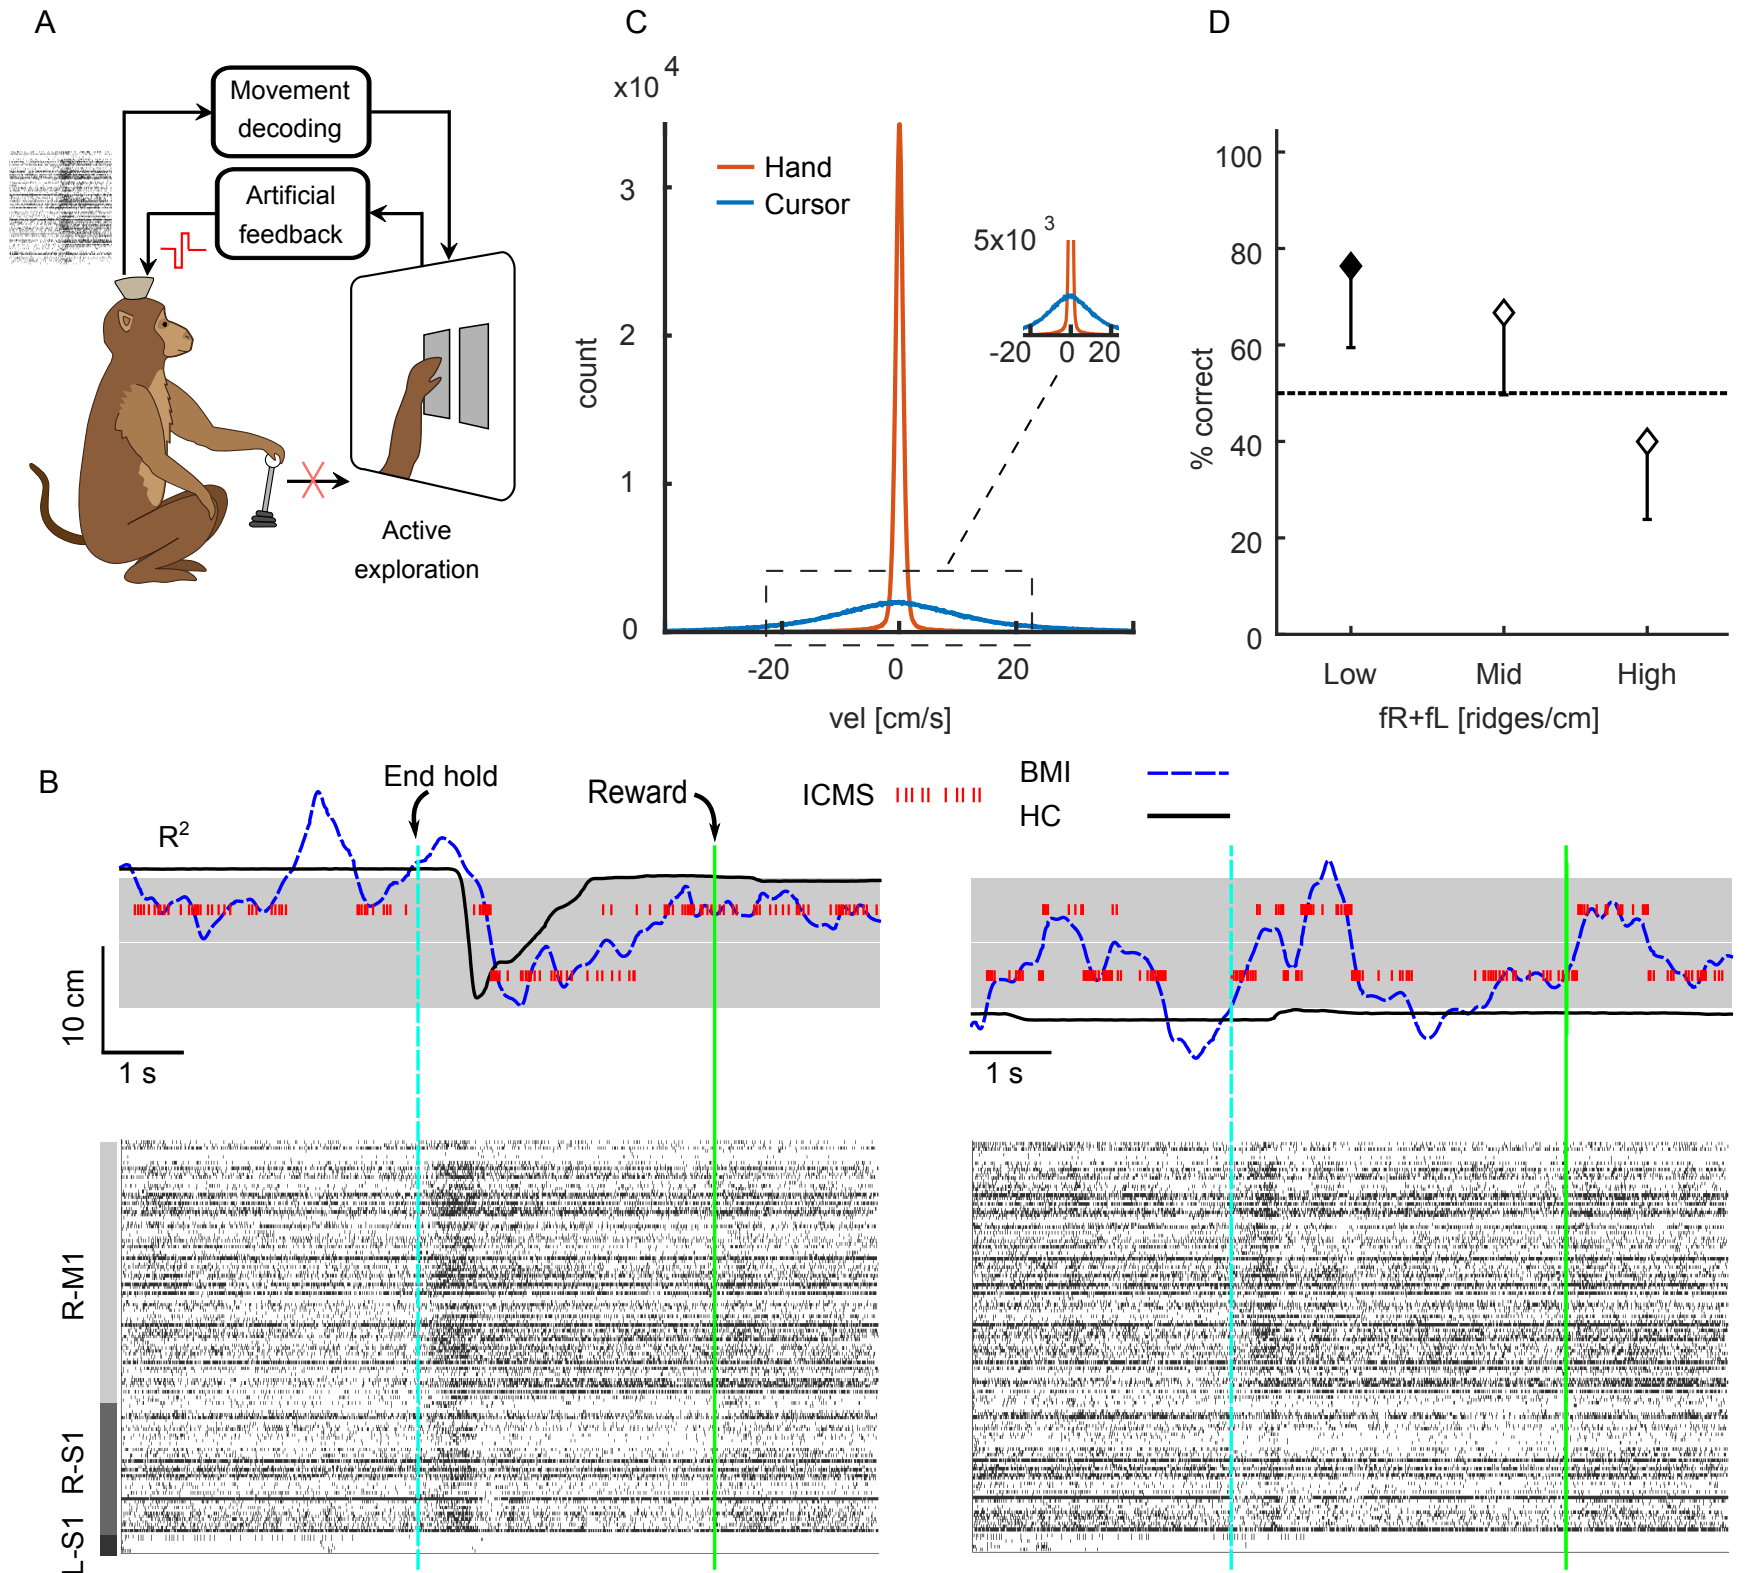 A
Movement
decoding
Artificial
feedback
Active
exploration
C
x10 4
Hand
Cursor
3
2
1
0
count
-20
0
20
vel [cm/s]
5x10 3
-20
0
20
D
100
80
60
40
20
0
% correct
Low
Mid
High
fR+fL [ridges/cm]
B
End hold
Reward
ICMS
BMI
HC
R2
10 cm
1 s
1 s
R-M1
R-S1
L-S1